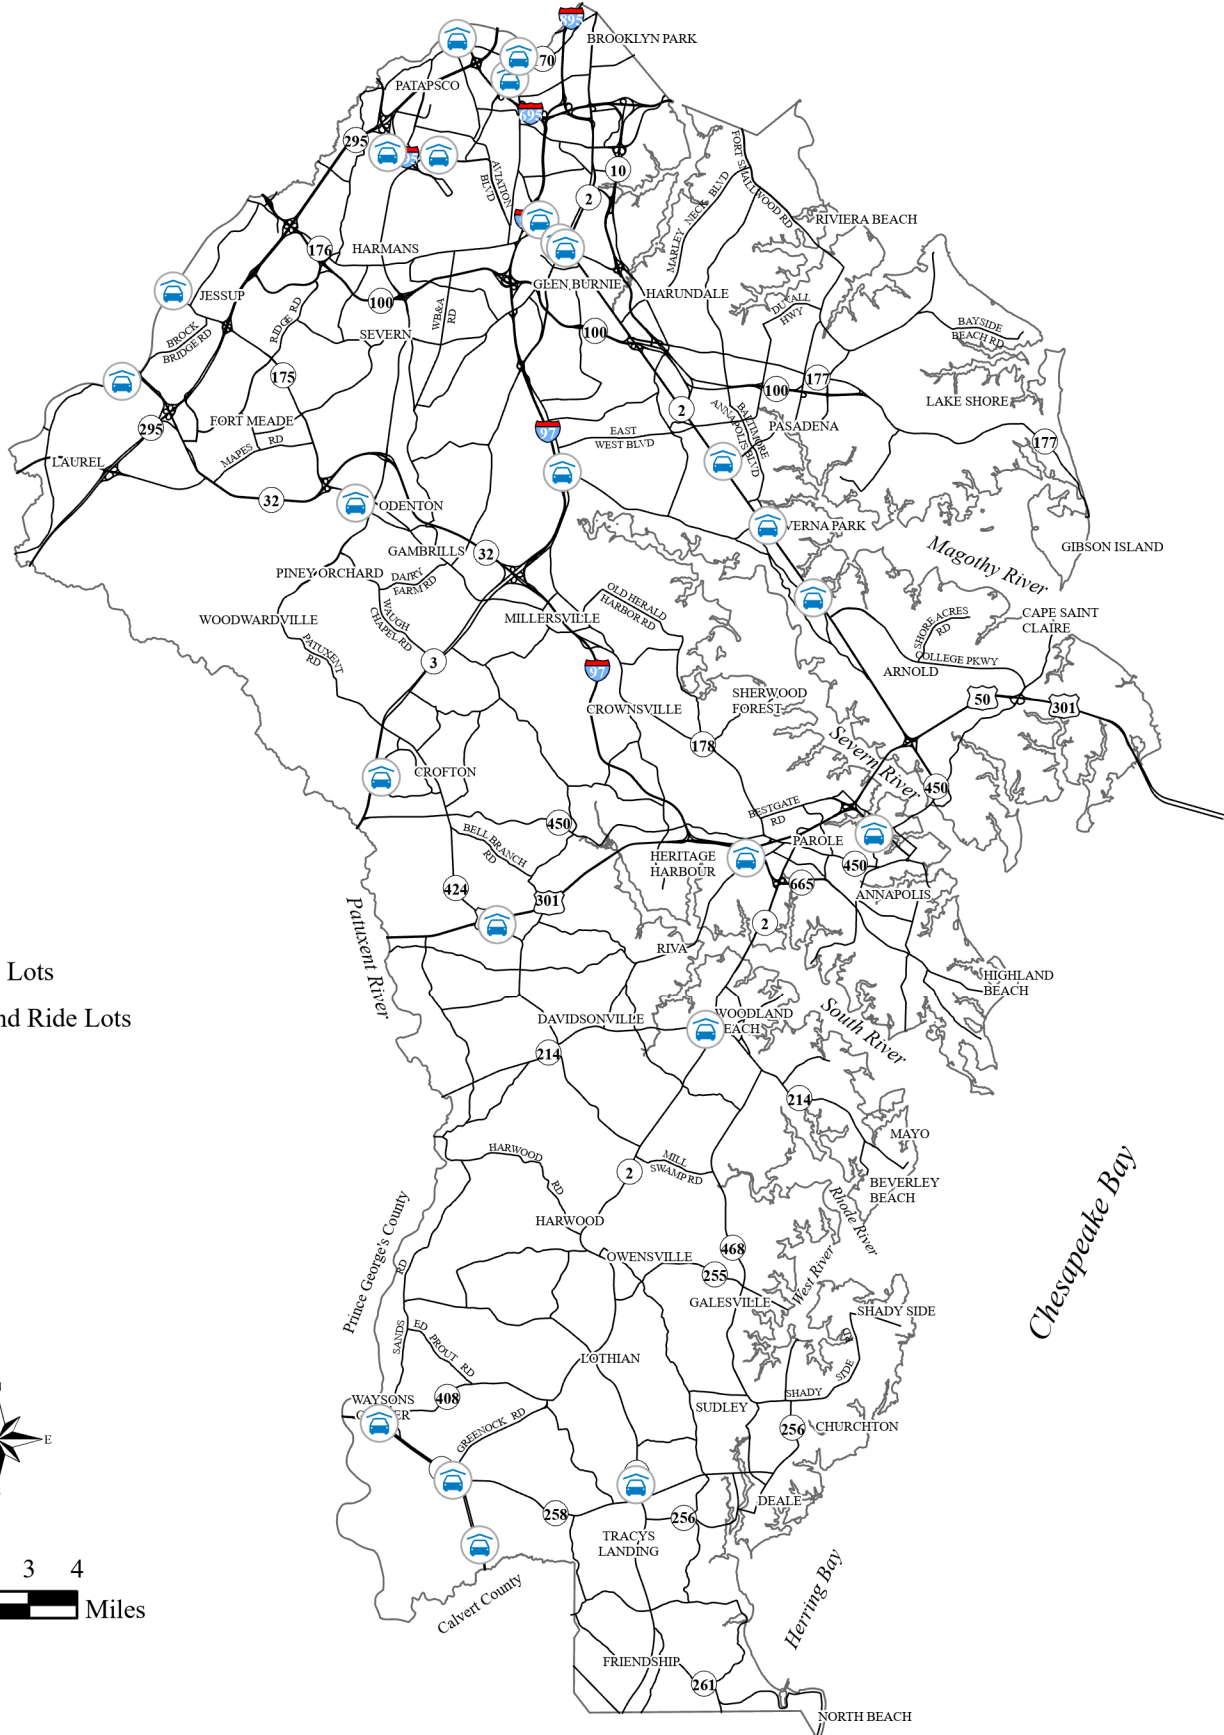 895
BROOKLYN PARK
70
PATAPSCO
695
295
10
AVIATION
BLVD
2
FORT SMALLWOOD RD
MARLEY NECK BLVD
RIVIERA BEACH
176
HARMANS
JESSUP
GLEN BURNIE
HARUNDALE
100
RIDGE RD
WB&A
RD
DUVALL
HWY
BROCK
BRIDGE RD
SEVERN
100
BAYSIDE
BEACH RD
175
177
100
LAKE SHORE
2
BALTIMORE
ANNAPOLIS BLVD
PASADENA
295
FORT MEADE
MAPES RD
97
EAST
WEST BLVD
177
LAUREL
32
ODENTON
VERNA PARK
GAMBRILLS
32
Magothy River
GIBSON ISLAND
PINEY ORCHARD
DAIRY
FARM RD
OLD HERALD
HARBOR RD
WOODWARDVILLE
WAUGH
CHAPEL RD
MILLERSVILLE
SHORE ACRES
RD
CAPE SAINT
CLAIRE
PATUXENT
RD
3
97
COLLEGE PKWY
ARNOLD
SHERWOOD
FOREST
50
301
CROWNSVILLE
178
Severn River
CROFTON
450
BESTGATE
RD
450
BELL BRANCH
RD
PAROLE
HERITAGE
HARBOUR
450
424
301
665
ANNAPOLIS
2
Patuxent River
RIVA
Lots
HIGHLAND
BEACH
nd Ride Lots
DAVIDSONVILLE
WOODLAND
EACH
South River
214
214
MAYO
HARWOOD
RD
MILL
SWAMP RD
2
BEVERLEY
BEACH
Chesapeake Bay
Prince George's County
HARWOOD
Rhode River
468
OWENSVILLE
255
West River
GALESVILLE
SHADY SIDE
SANDS RD
ED PROUT RD
LOTHIAN
SHADY SIDE RD
408
WAYSONS
ER
SUDLEY
GREENOCK RD
256
CHURCHTON
E
DEALE
258
256
TRACYS
LANDING
3 4
Miles
Calvert County
Herring Bay
FRIENDSHIP
261
NORTH BEACH